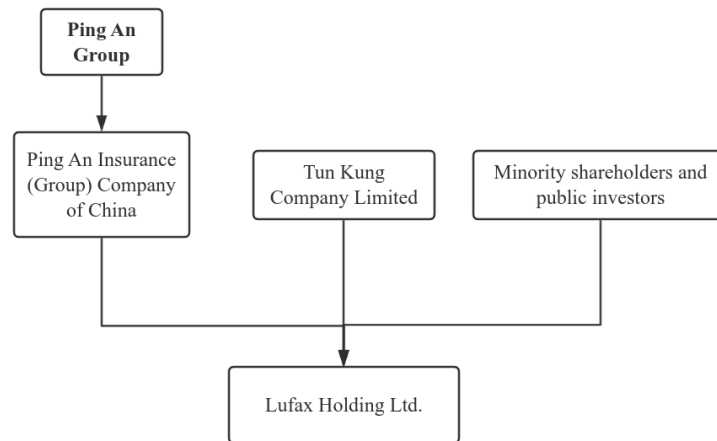 Ping An
Group
Ping An Insurance
(Group) Company
of China
Tun Kung
Company Limited
Minority shareholders and
public investors
Lufax Holding Ltd.